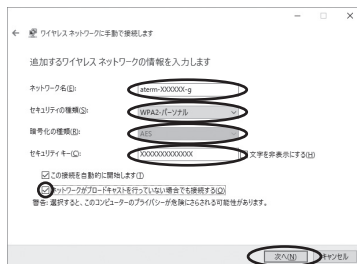 ワイヤレス ネットワークに手動で接続します
追加するワイヤレス ネットワークの情報を入力します
ネットワーク名(E): aterm-XXXXXX-g
セキュリティの種類(S): WPA2-パーソナル
暗号化の種類(R): AES
セキュリティ キー(C): XXXXXXXXXXXXX 文字を非表示にする(H)
この接続を自動的に開始します(T)
ネットワークがブロードキャストを行っていない場合でも接続する(O)
警告: 選択すると、このコンピューターのプライバシーが危険にさらされる可能性があります。
次へ(N) キャンセル